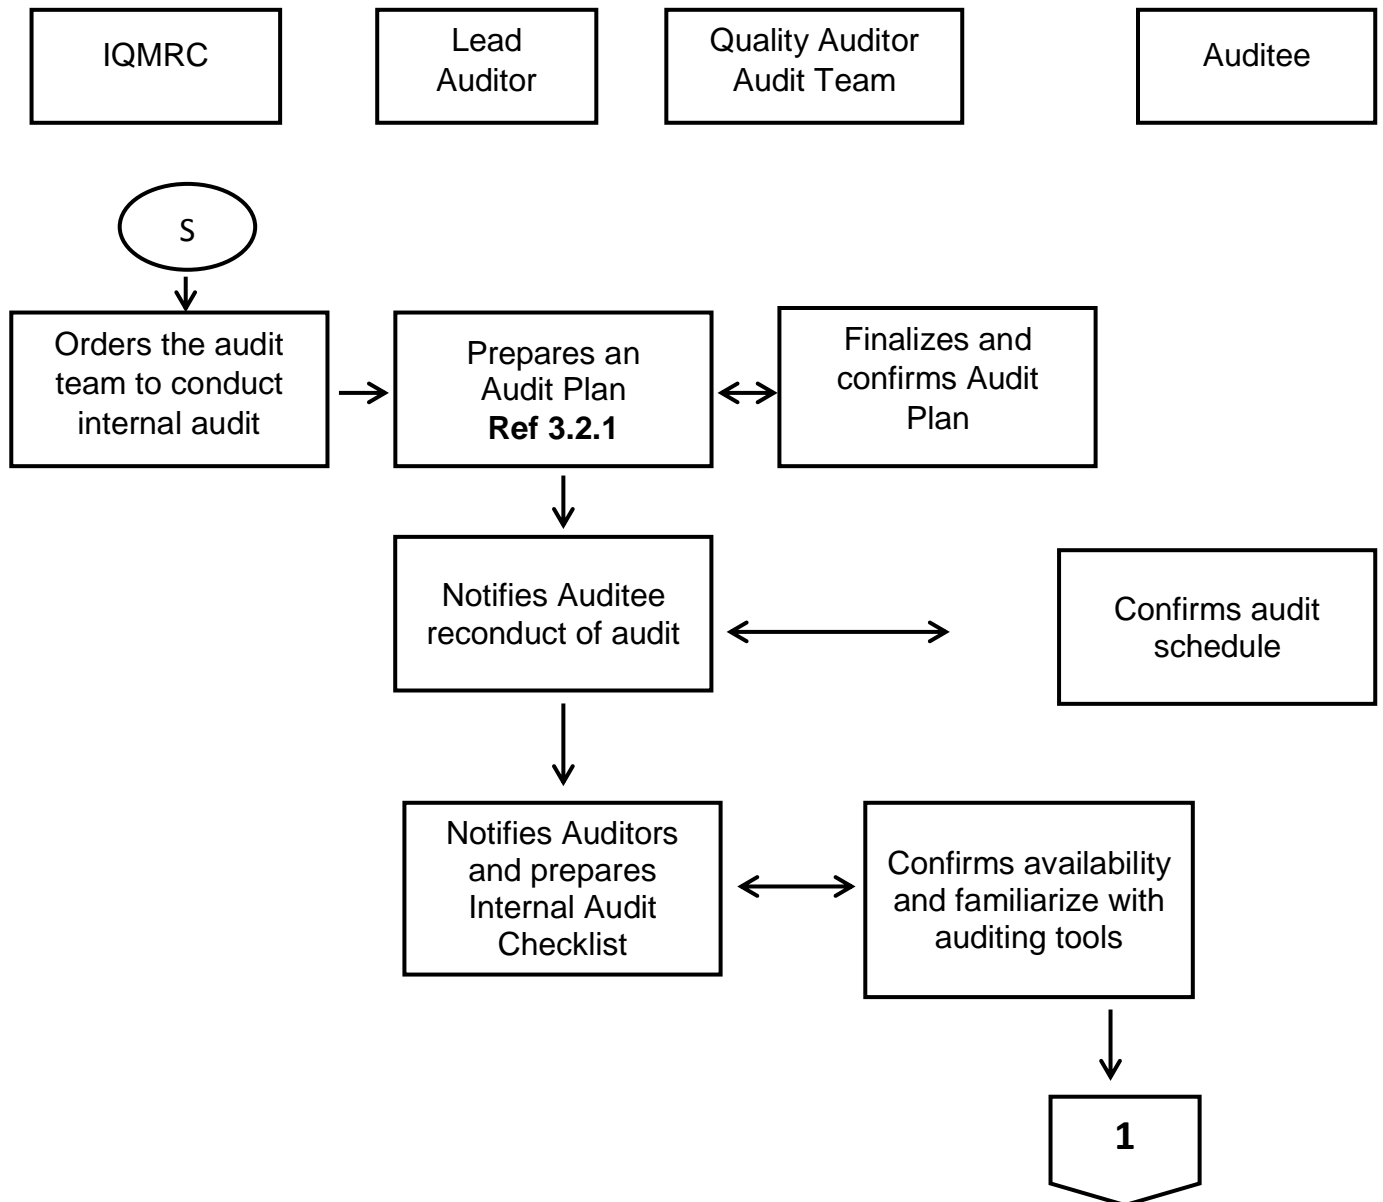 IQMRC
Lead
Auditor
Quality Auditor
Audit Team
Auditee
S
Orders the audit
team to conduct
internal audit
Prepares an
Audit Plan
Ref 3.2.1
Finalizes and
confirms Audit
Plan
Notifies Auditee
reconduct of audit
Confirms audit
schedule
Notifies Auditors
and prepares
Internal Audit
Checklist
Confirms availability
and familiarize with
auditing tools
1